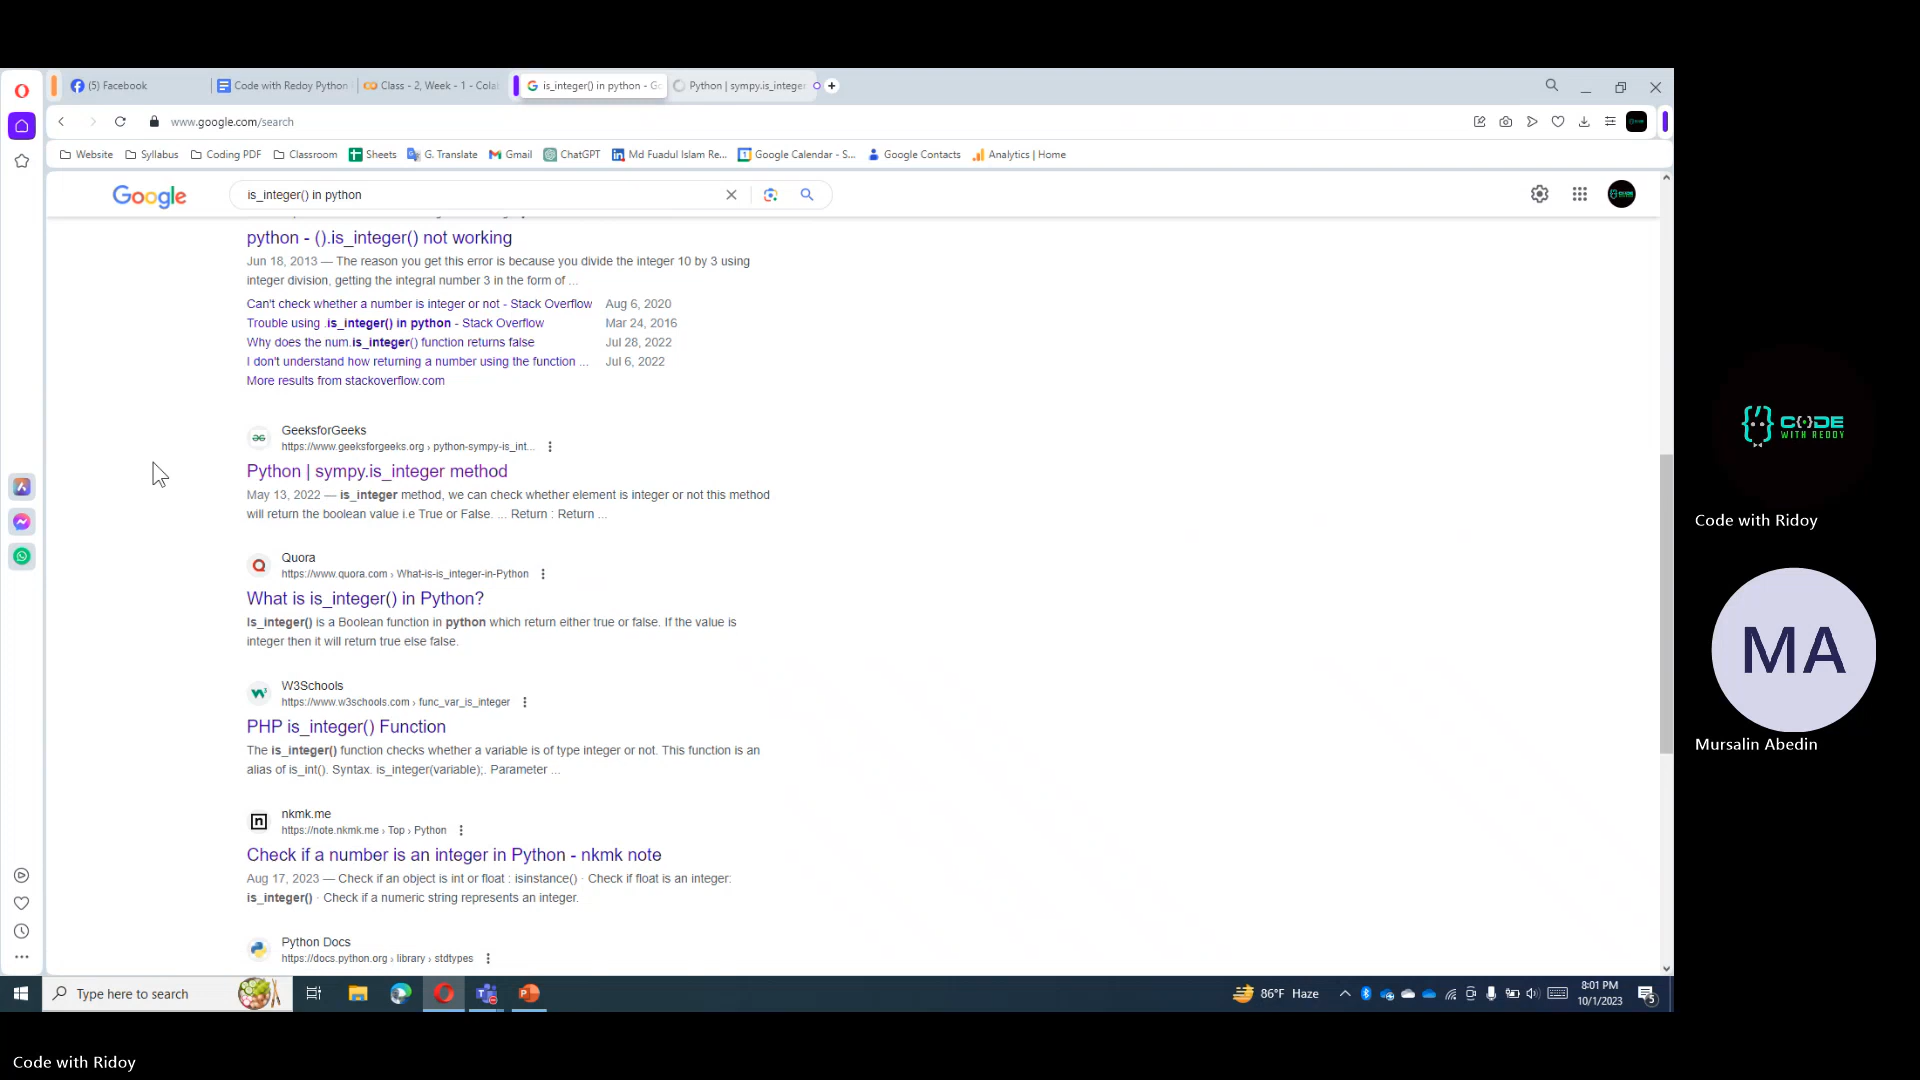 (5) Facebook
Code with Redoy Python
Class - 2, Week - 1 - Cola
is_integer() in python - Go
Python | sympy.is_intege
www.google.com/search
Website
Syllabus
Coding PDF
Classroom
Sheets
G. Translate
Gmail
ChatGPT
Md Fuadul Islam Re...
Google Calendar - S...
Google Contacts
Analytics | Home
Google
is_integer() in python
python - ().is_integer() not working
Jun 18, 2013 — The reason you get this error is because you divide the integer 10 by 3 using
integer division, getting the integral number 3 in the form of ...
Can't check whether a number is integer or not - Stack Overflow Aug 6, 2020
Trouble using .is_integer() in python - Stack Overflow Mar 24, 2016
Why does the num.is_integer() function returns false Jul 28, 2022
I don't understand how returning a number using the function ... Jul 6, 2022
More results from stackoverflow.com
GeeksforGeeks
https://www.geeksforgeeks.org › python-sympy-is_int...
Python | sympy.is_integer method
May 13, 2022 — is_integer method, we can check whether element is integer or not this method
will return the boolean value i.e True or False. ... Return : Return ...
Quora
https://www.quora.com › What-is-is_integer-in-Python
What is is_integer() in Python?
Is_integer() is a Boolean function in python which return either true or false. If the value is
integer then it will return true else false.
W3Schools
https://www.w3schools.com › func_var_is_integer
PHP is_integer() Function
The is_integer() function checks whether a variable is of type integer or not. This function is an
alias of is_int(). Syntax. is_integer(variable);. Parameter ...
nkmk.me
https://note.nkmk.me › Top › Python
Check if a number is an integer in Python - nkmk note
Aug 17, 2023 — Check if an object is int or float : isinstance() · Check if float is an integer:
is_integer() · Check if a numeric string represents an integer.
Python Docs
https://docs.python.org › library › stdtypes
Type here to search
86°F Haze
8:01 PM
10/1/2023
5
CODE
WITH REDOY
Code with Ridoy
MA
Mursalin Abedin
Code with Ridoy